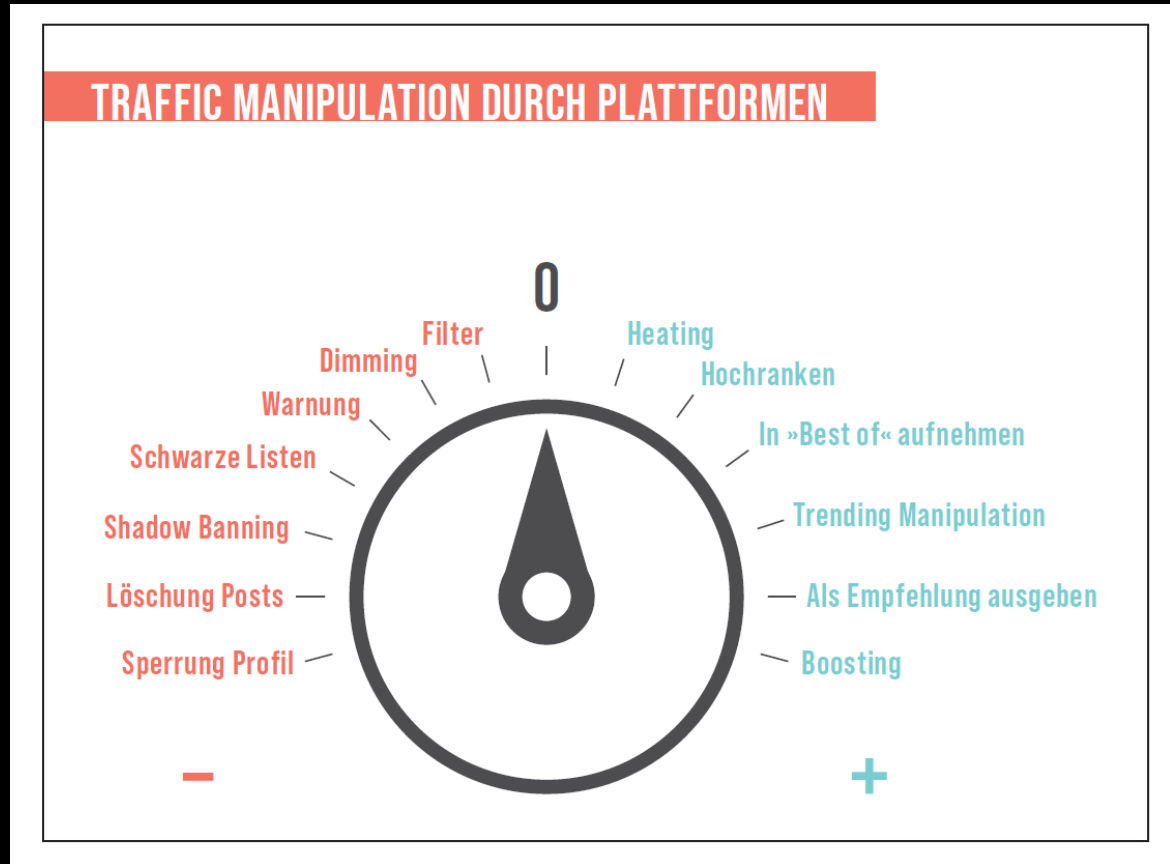 TRAFFIC MANIPULATION DURCH PLATTFORMEN
0
Filter
Dimming
Warnung
Schwarze Listen
Shadow Banning
Löschung Posts
Sperrung Profil
Heating
Hochranken
In »Best of« aufnehmen
Trending Manipulation
Als Empfehlung ausgeben
Boosting
− +